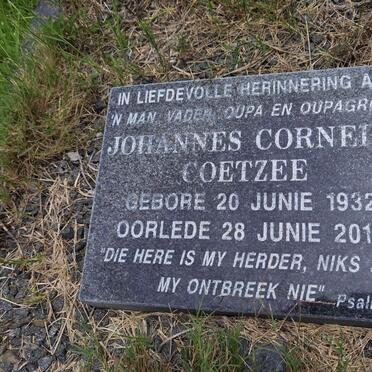 IN LIEFDEVOLLE HERINNERING A
'N MAN, VADER, OUPA EN OUPAGR
JOHANNES CORNEL
COETZEE
GEBORE 20 JUNIE 1932
OORLEDE 28 JUNIE 201
"DIE HERE IS MY HERDER, NIKS
MY ONTBREEK NIE" Psal